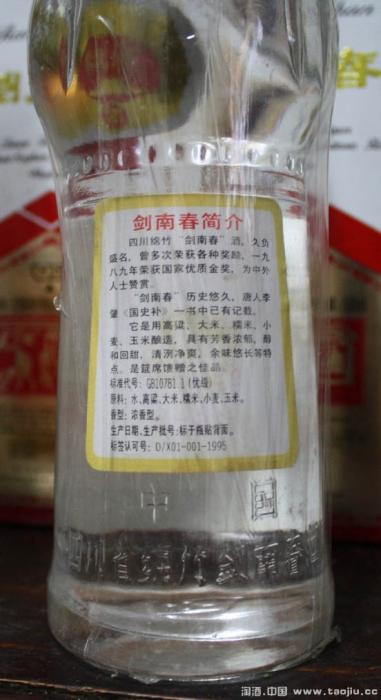 剑南春简介
四川绵竹“剑南春”酒，久负
盛名，曾多次荣获各种奖励，一九
八九年荣获国家优质金奖，为中外
人士赞赏。
“剑南春”历史悠久，唐人李
肇《国史补》一书中已有记载。
它是用高梁、大米、糯米、小
麦、玉米酿造，具有芳香浓郁，醇
和回甜，清洌净爽，余味悠长等特
点，是筵席馈赠之佳品。
标准代号：GB10781.1(优级)
原料：水、高梁、大米、糯米、小麦、玉米。
香型：浓香型。
生产日期、生产批号：标于瓶贴背面。
标签认可号：D/X01-001-1995
中国
四川省绵竹剑南春酒
淘酒.中国 www.taojiu.cc